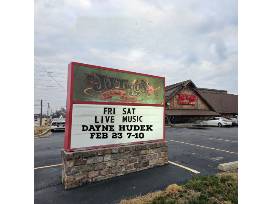 FRI SAT
LIVE MUSIC
DAYNE HUDEK
FEB 23 7-10